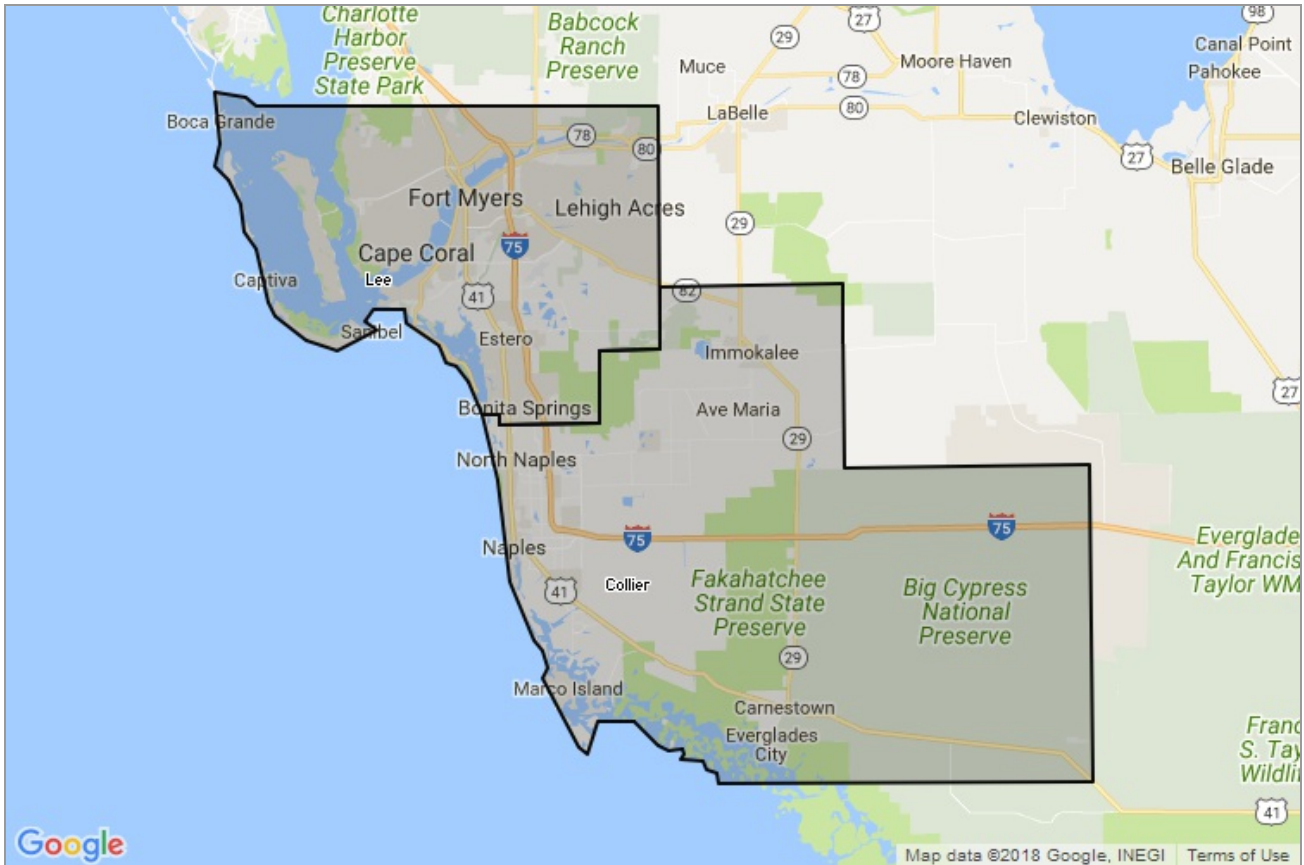 Charlotte
Harbor
Preserve
State Park
Babcock
Ranch
Preserve
29
27
98
Canal Point
Pahokee
Muce
78
Moore Haven
Boca Grande
LaBelle
80
Clewiston
78
80
27
Belle Glade
Fort Myers
Lehigh Acres
29
75
Cape Coral
Captiva
Lee
41
82
Sanibel
Estero
Immokalee
27
Bonita Springs
Ave Maria
29
North Naples
75
75
Naples
Everglade
And Francis
Taylor WM
41
Collier
Fakahatchee
Strand State
Preserve
Big Cypress
National
Preserve
29
Marco Island
Carnestown
Everglades
City
Franc
S. Tay
Wildli
41
Google
Map data ©2018 Google, INEGI
Terms of Use